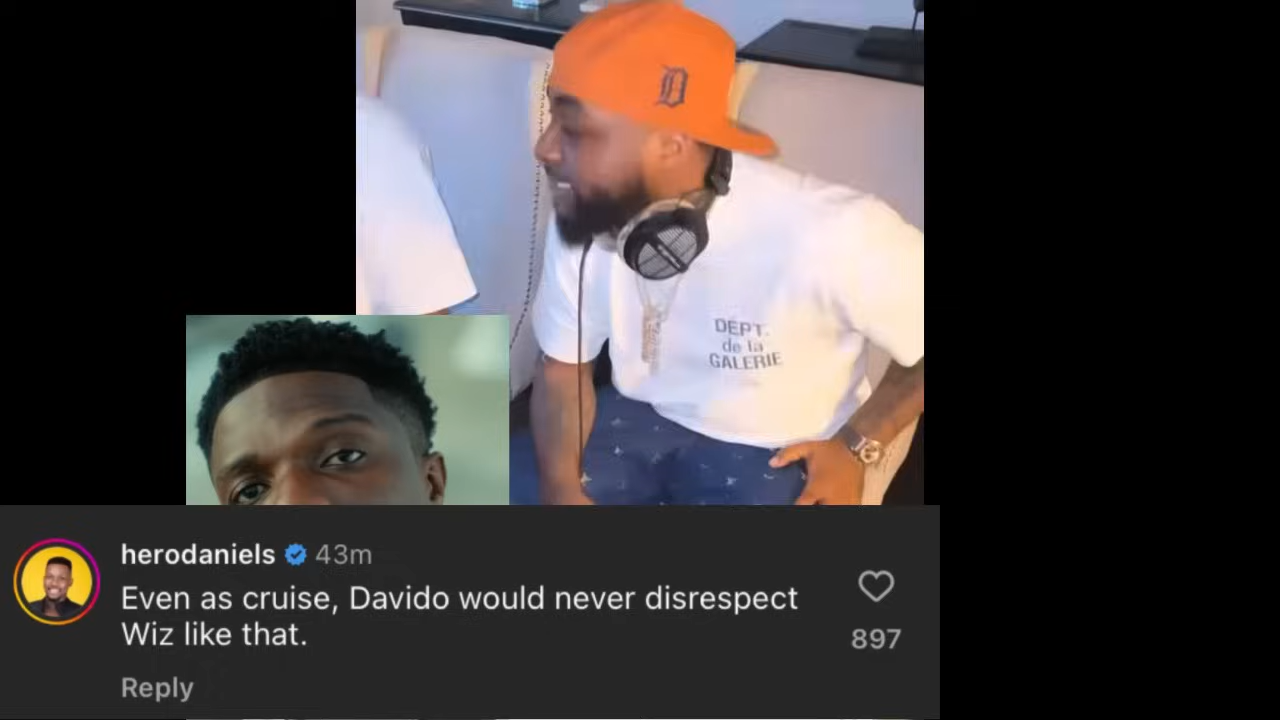 D
DEPT.
de la
GALERIE
herodaniels 43m
Even as cruise, Davido would never disrespect
Wiz like that.
897
Reply